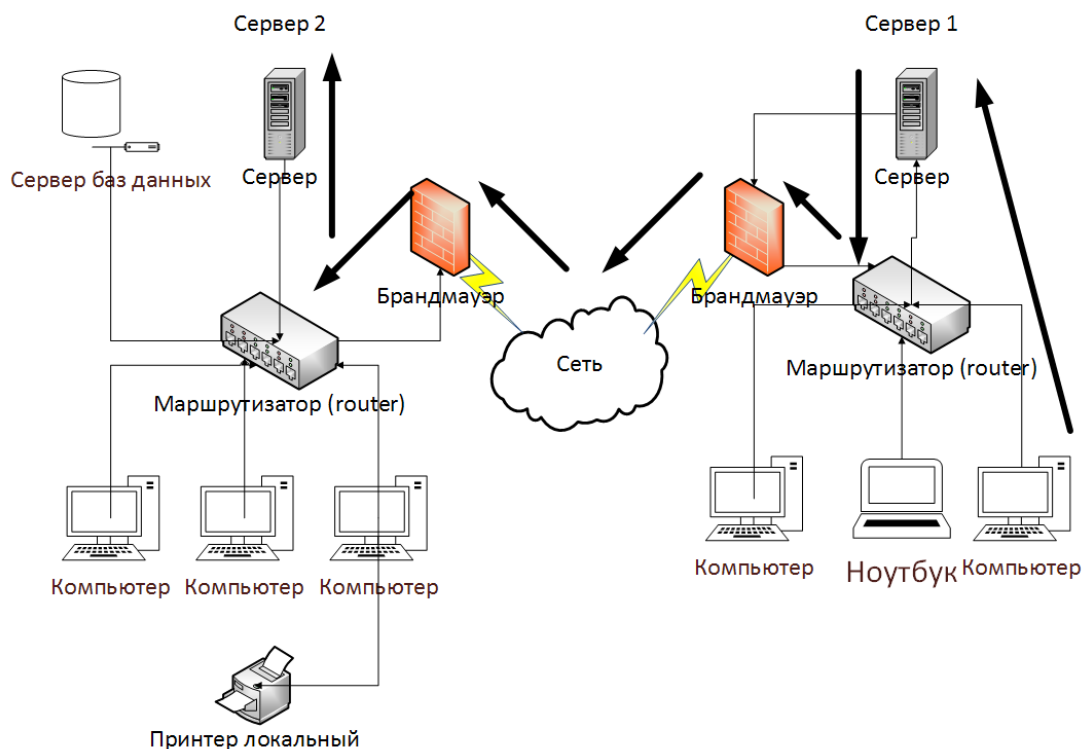 Сервер 2
Сервер 1
Сервер баз данных
Сервер
Сервер
Брандмауэр
Брандмауэр
Сеть
Маршрутизатор (router)
Маршрутизатор (router)
Компьютер
Компьютер
Компьютер
Компьютер
Ноутбук
Компьютер
Принтер локальный